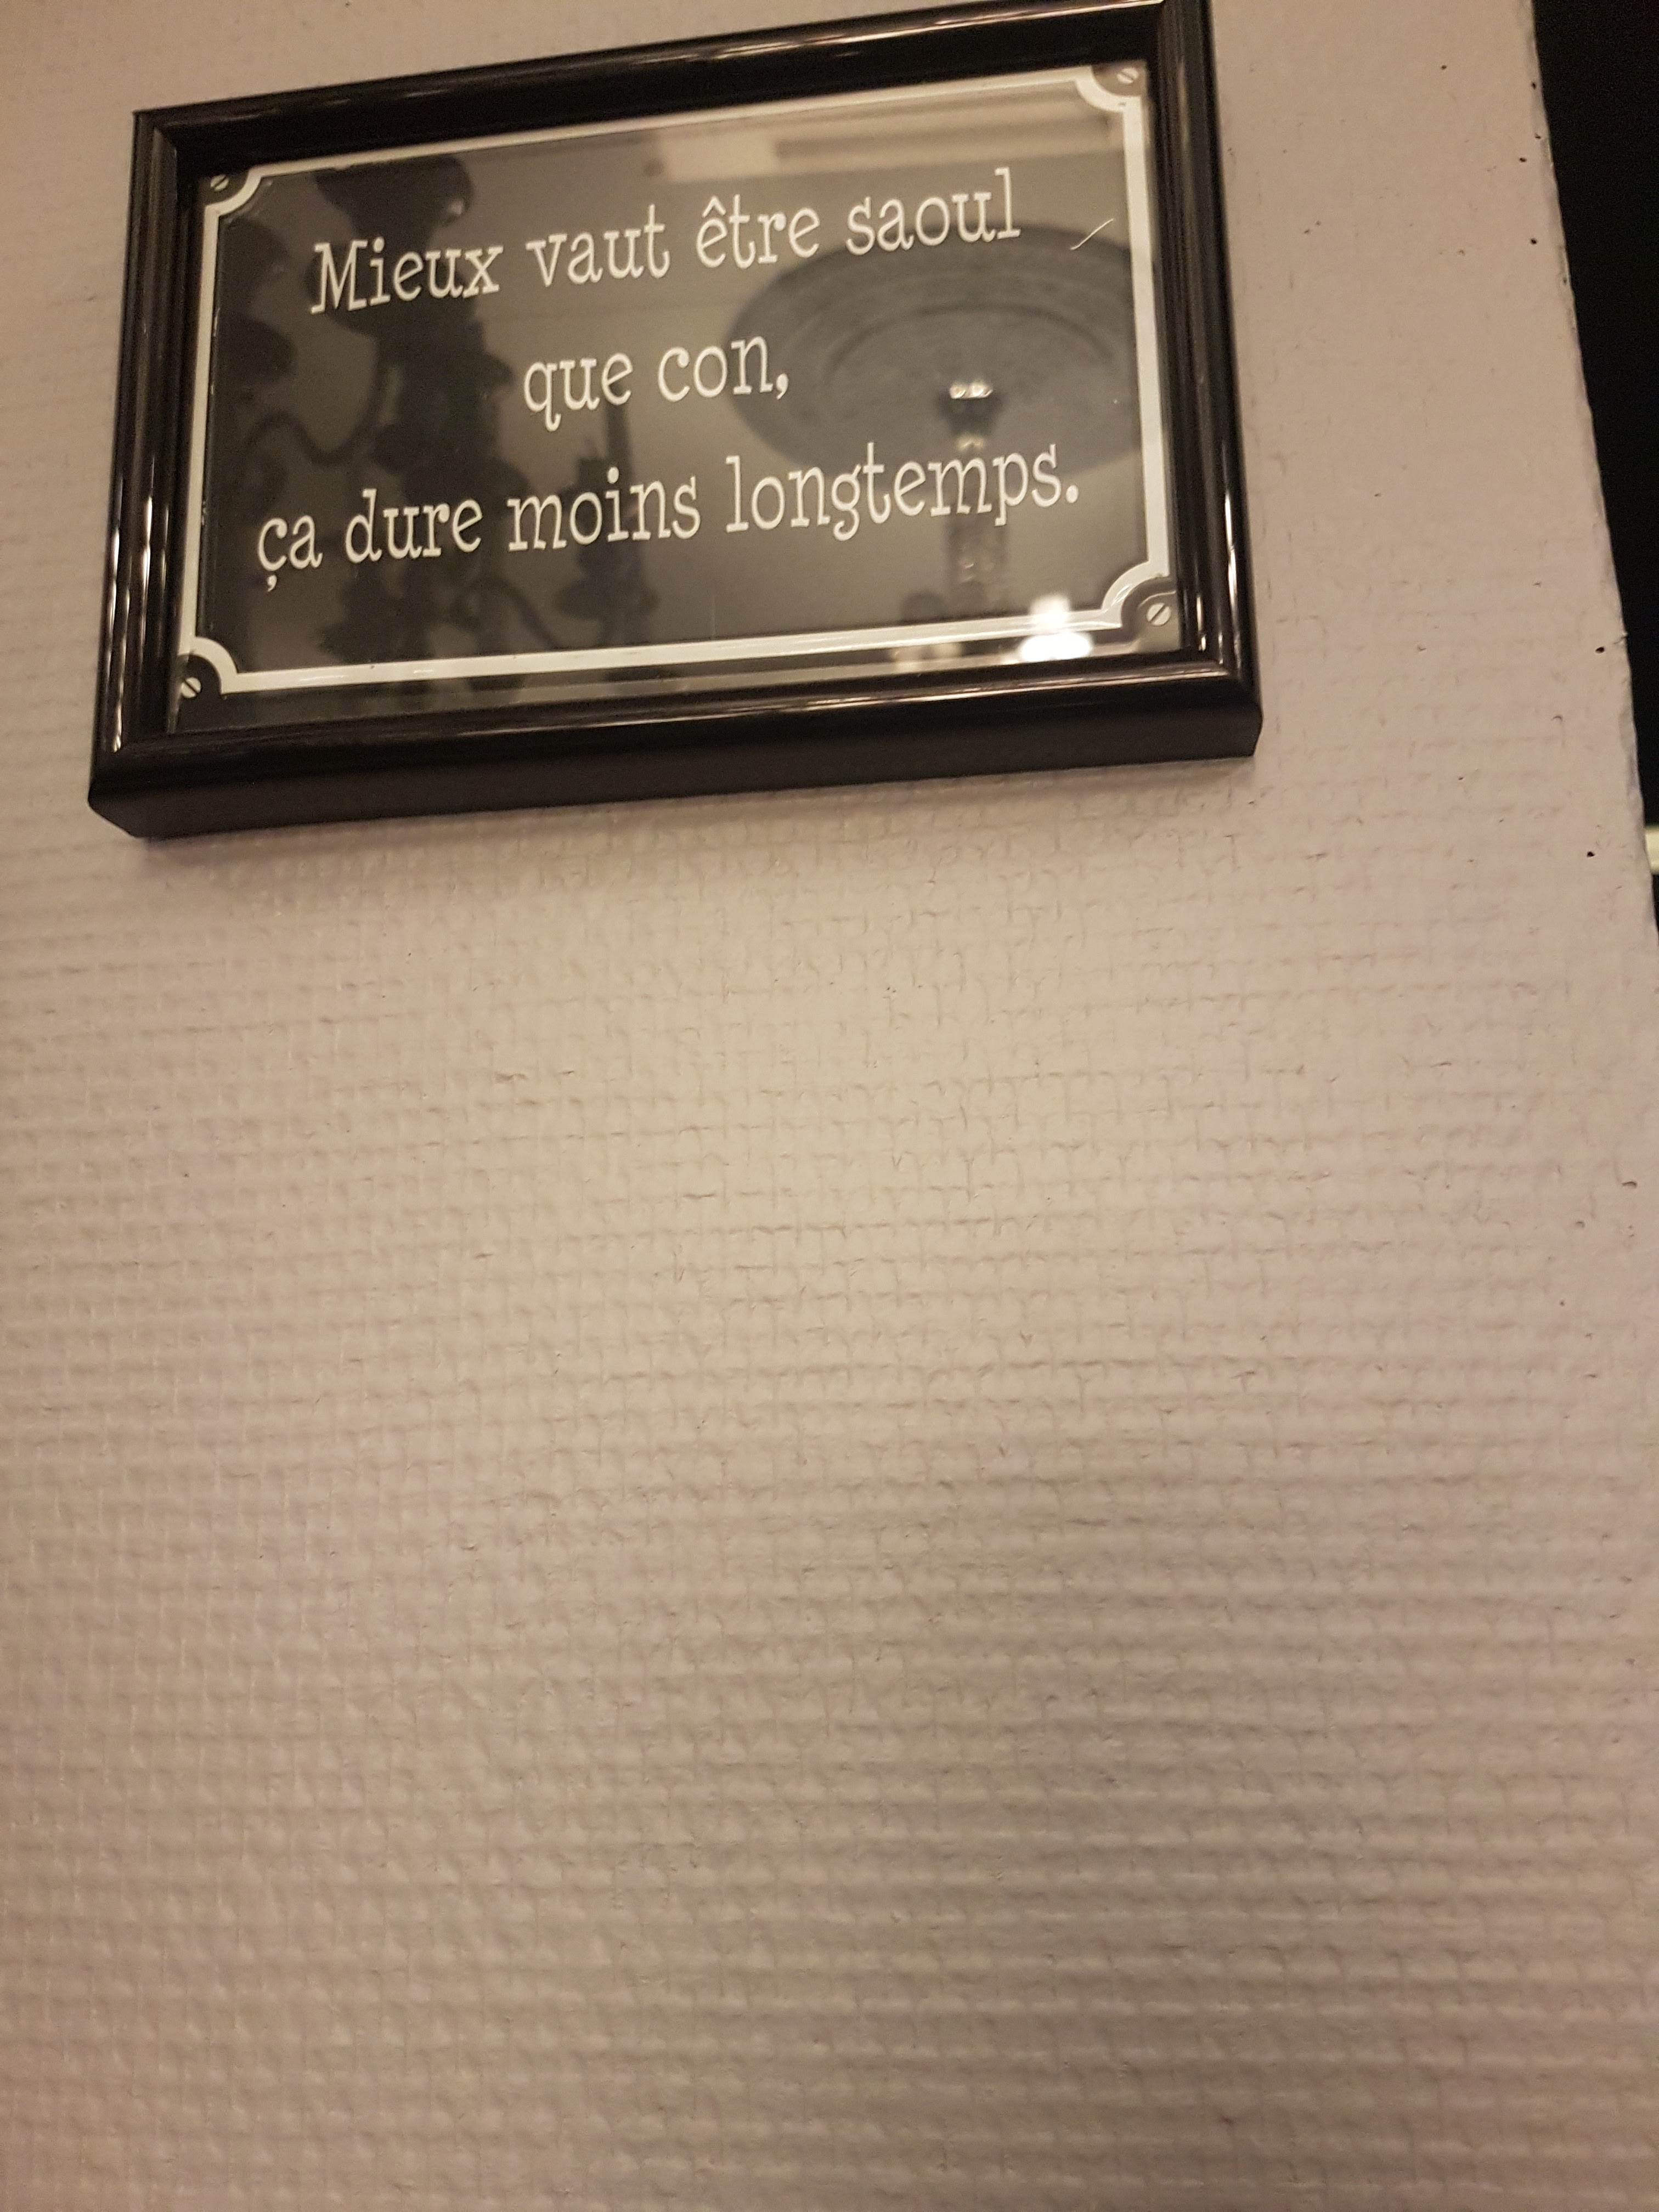 Mieux vaut être saoul
que con,
ça dure moins longtemps.